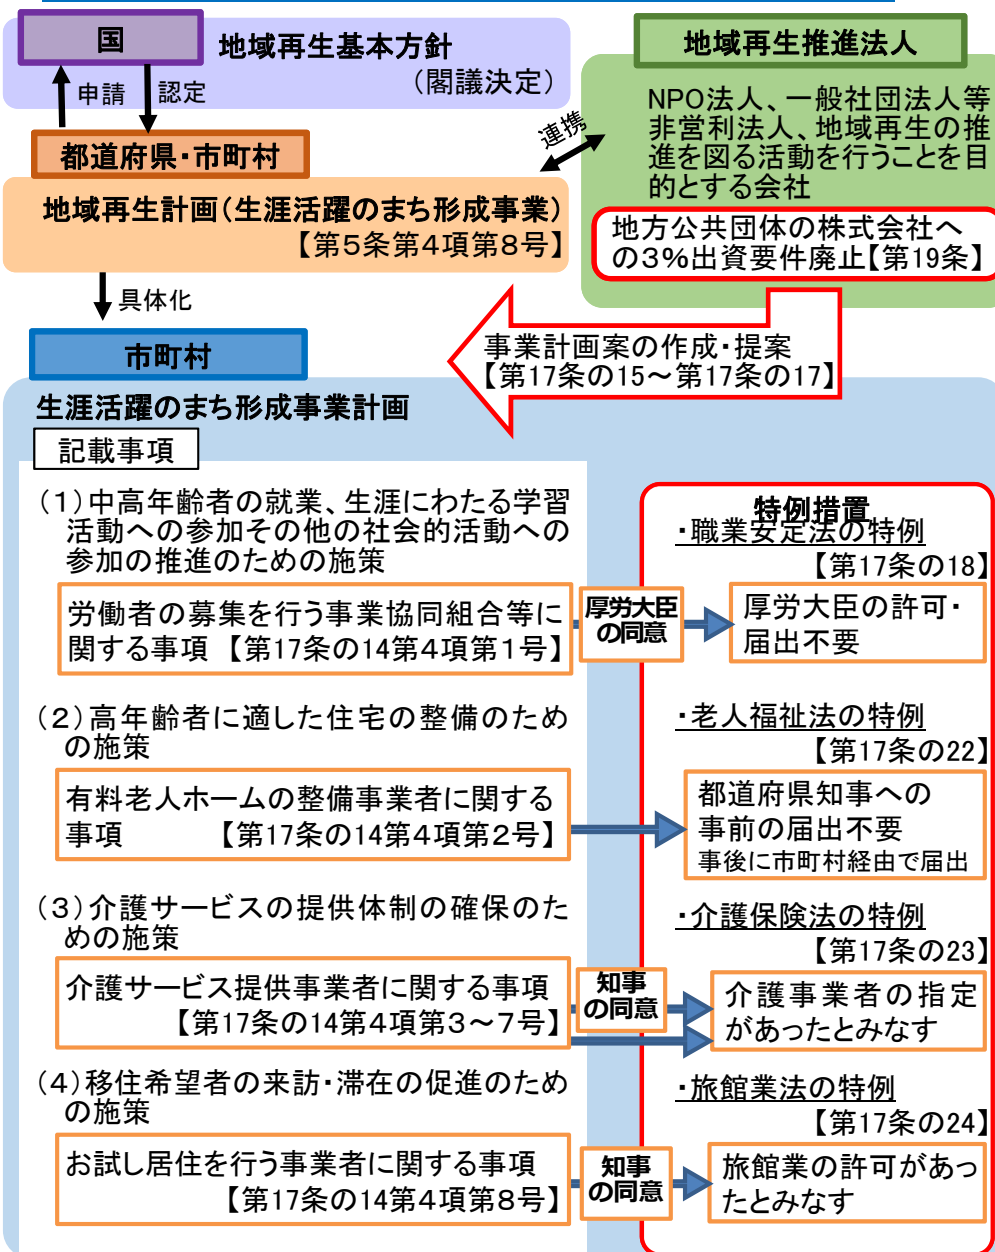 国
地域再生基本方針
（閣議決定）
申請
認定
都道府県・市町村
地域再生計画（生涯活躍のまち形成事業）
【第５条第４項第８号】
連携
地域再生推進法人
NPO法人、一般社団法人等
非営利法人、地域再生の推
進を図る活動を行うことを目
的とする会社
地方公共団体の株式会社へ
の３％出資要件廃止【第19条】
具体化
市町村
事業計画案の作成・提案
【第17条の15～第17条の17】
生涯活躍のまち形成事業計画
記載事項
（１）中高年齢者の就業、生涯にわたる学習
活動への参加その他の社会的活動への
参加の推進のための施策
労働者の募集を行う事業協同組合等に
関する事項 【第17条の14第４項第１号】
厚労大臣
の同意
特例措置
・職業安定法の特例
【第17条の18】
厚労大臣の許可・
届出不要
（２）高年齢者に適した住宅の整備のため
の施策
有料老人ホームの整備事業者に関する
事項 【第17条の14第４項第２号】
・老人福祉法の特例
【第17条の22】
都道府県知事への
事前の届出不要
事後に市町村経由で届出
（３）介護サービスの提供体制の確保のた
めの施策
介護サービス提供事業者に関する事項
【第17条の14第４項第３～７号】
知事
の同意
・介護保険法の特例
【第17条の23】
介護事業者の指定
があったとみなす
（４）移住希望者の来訪・滞在の促進のため
の施策
お試し居住を行う事業者に関する事項
【第17条の14第４項第８号】
知事
の同意
・旅館業法の特例
【第17条の24】
旅館業の許可があっ
たとみなす